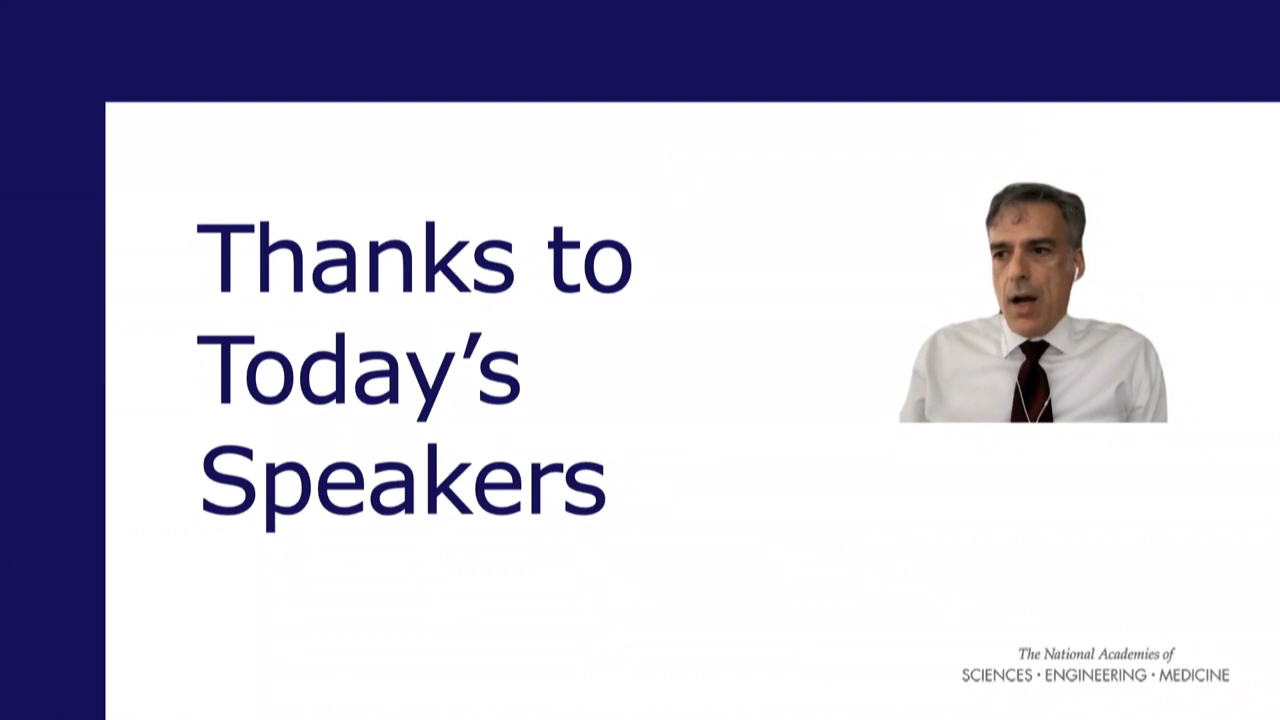 Thanks to
Today’s
Speakers
The National Academies of
SCIENCES · ENGINEERING · MEDICINE